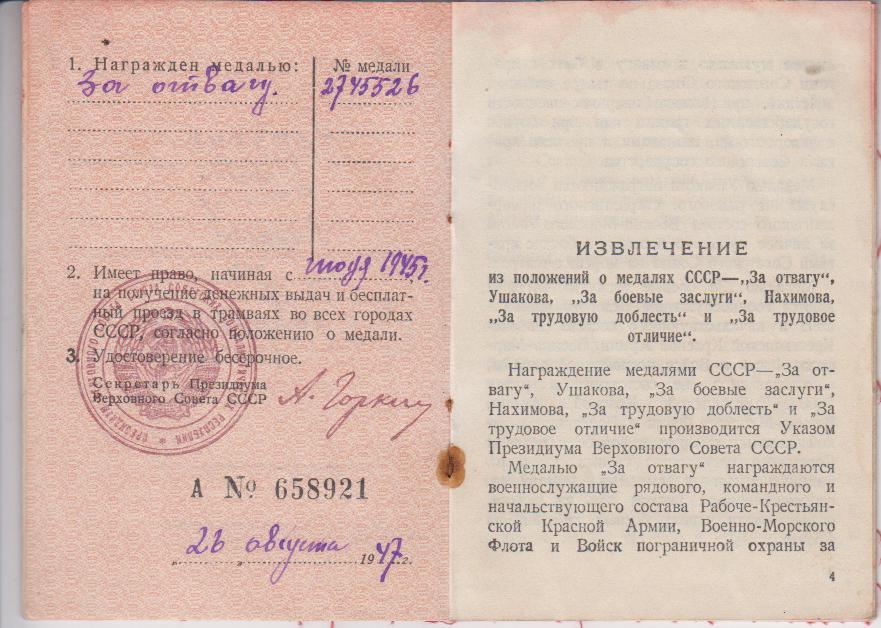 1. Награжден медалью:
№ медали
За отвагу.
2745526
2. Имеет право, начиная с июля 1945 г.
на получение денежных выдач и бесплат-
ный проезд в трамваях во всех городах
СССР, согласно положению о медали.
3. Удостоверение бессрочное.
Секретарь Президиума
Верховного Совета СССР
А. Горкин
А № 658921
„26 августа 1947.г.
ИЗВЛЕЧЕНИЕ
из положений о медалях СССР—„За отвагу“,
Ушакова, „За боевые заслуги“, Нахимова,
„За трудовую доблесть“ и „За трудовое
отличие“.
Награждение медалями СССР—„За от-
вагу“, Ушакова, „За боевые заслуги“,
Нахимова, „За трудовую доблесть“ и „За
трудовое отличие“ производится Указом
Президиума Верховного Совета СССР.
Медалью „За отвагу“ награждаются
военнослужащие рядового, командного и
начальствующего состава Рабоче-Крестьян-
ской Красной Армии, Военно-Морского
Флота и Войск пограничной охраны за
4